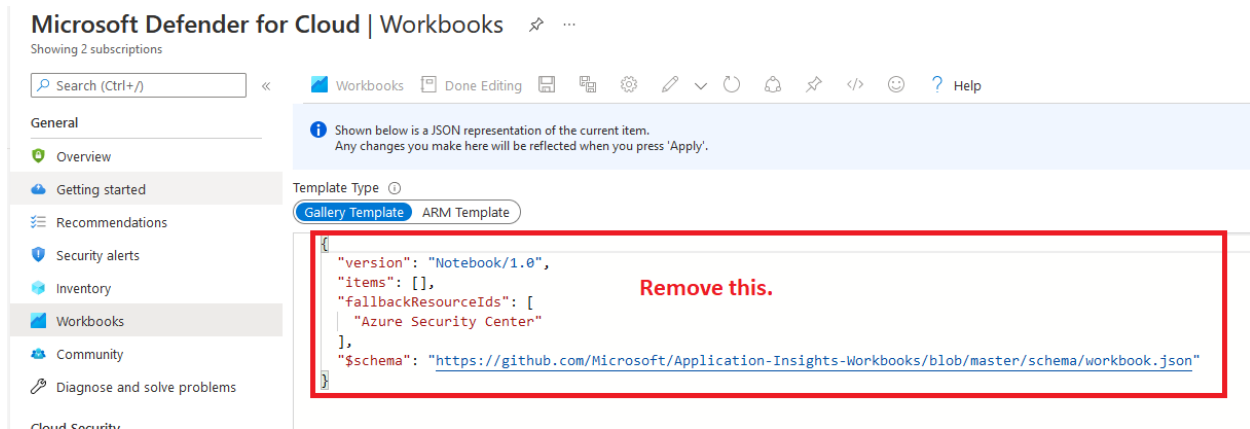 Microsoft Defender for Cloud | Workbooks
Showing 2 subscriptions
Search (Ctrl+/)
Workbooks
Done Editing
Help
General
Overview
Getting started
Recommendations
Security alerts
Inventory
Workbooks
Community
Diagnose and solve problems
Cloud Security
Shown below is a JSON representation of the current item.
Any changes you make here will be reflected when you press 'Apply'.
Template Type
Gallery Template
ARM Template
{
"version": "Notebook/1.0",
"items": [],
"fallbackResourceIds": [
"Azure Security Center"
],
"$schema": "https://github.com/Microsoft/Application-Insights-Workbooks/blob/master/schema/workbook.json"
}
Remove this.